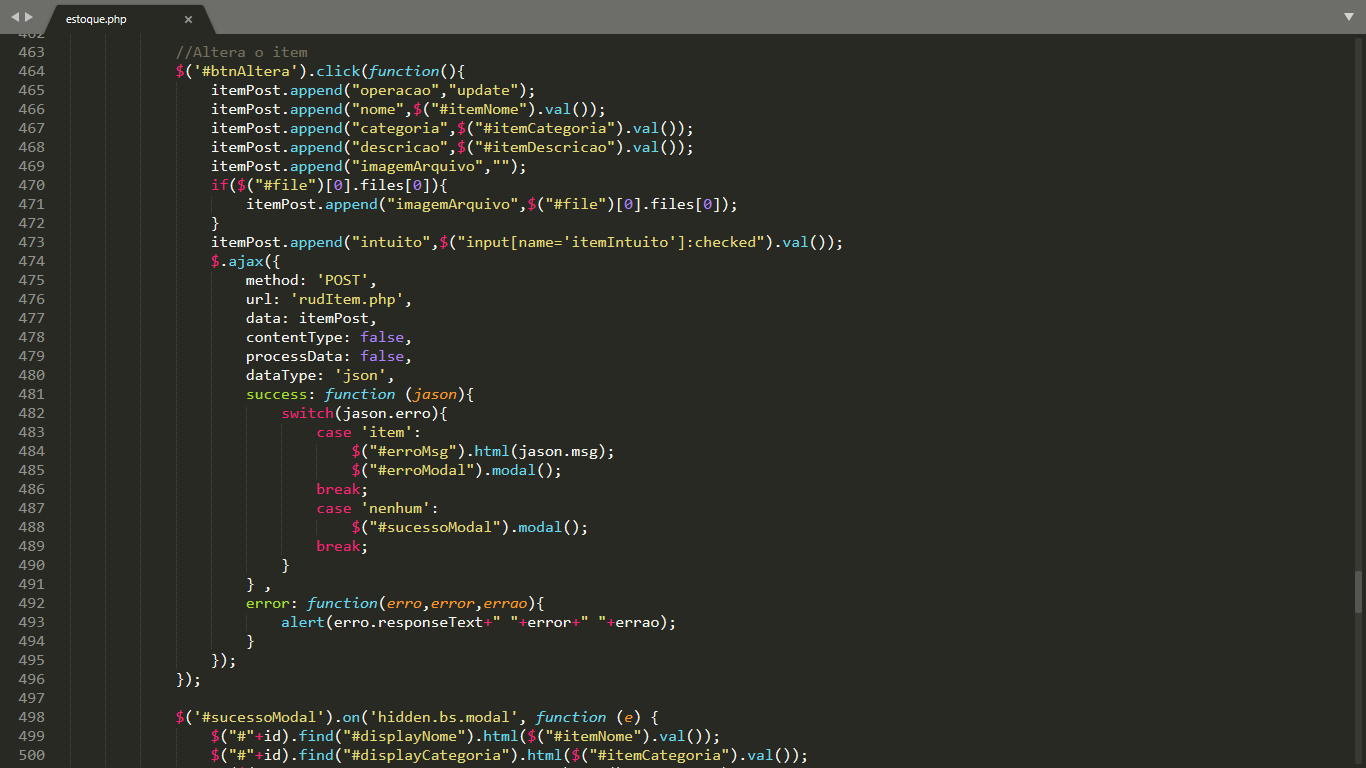 estoque.php
462
463 //Altera o item
464 $('#btnAltera').click(function(){
465 itemPost.append("operacao","update");
466 itemPost.append("nome",$("#itemNome").val());
467 itemPost.append("categoria",$("#itemCategoria").val());
468 itemPost.append("descricao",$("#itemDescricao").val());
469 itemPost.append("imagemArquivo","");
470 if($("#file")[0].files[0]){
471 itemPost.append("imagemArquivo",$("#file")[0].files[0]);
472 }
473 itemPost.append("intuito",$("input[name='itemIntuito']:checked").val());
474 $.ajax({
475 method: 'POST',
476 url: 'rudItem.php',
477 data: itemPost,
478 contentType: false,
479 processData: false,
480 dataType: 'json',
481 success: function (jason){
482 switch(jason.erro){
483 case 'item':
484 $("#erroMsg").html(jason.msg);
485 $("#erroModal").modal();
486 break;
487 case 'nenhum':
488 $("#sucessoModal").modal();
489 break;
490 }
491 } ,
492 error: function(erro,error,errao){
493 alert(erro.responseText+" "+error+" "+errao);
494 }
495 });
496 });
497
498 $('#sucessoModal').on('hidden.bs.modal', function (e) {
499 $("#"+id).find("#displayNome").html($("#itemNome").val());
500 $("#"+id).find("#displayCategoria").html($("#itemCategoria").val());